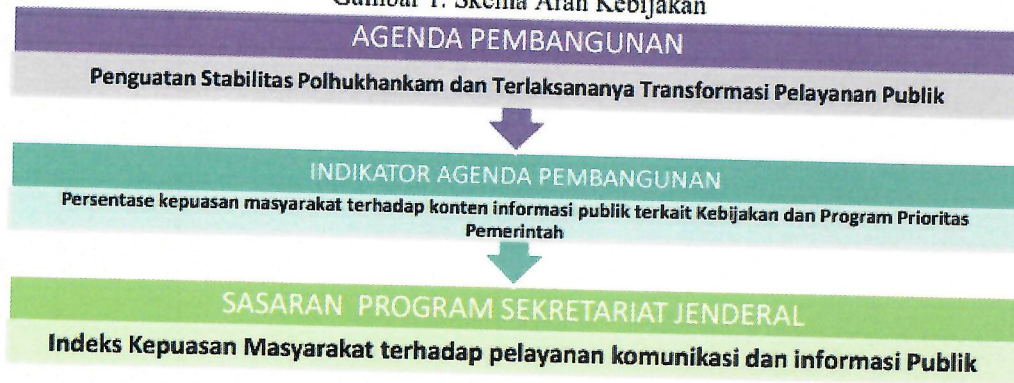 Gambar 1. Skema Arah Kebijakan
AGENDA PEMBANGUNAN
Penguatan Stabilitas Polhukhankam dan Terlaksananya Transformasi Pelayanan Publik
INDIKATOR AGENDA PEMBANGUNAN
Persentase kepuasan masyarakat terhadap konten informasi publik terkait Kebijakan dan Program Prioritas
Pemerintah
SASARAN PROGRAM SEKRETARIAT JENDERAL
Indeks Kepuasan Masyarakat terhadap pelayanan komunikasi dan informasi Publik